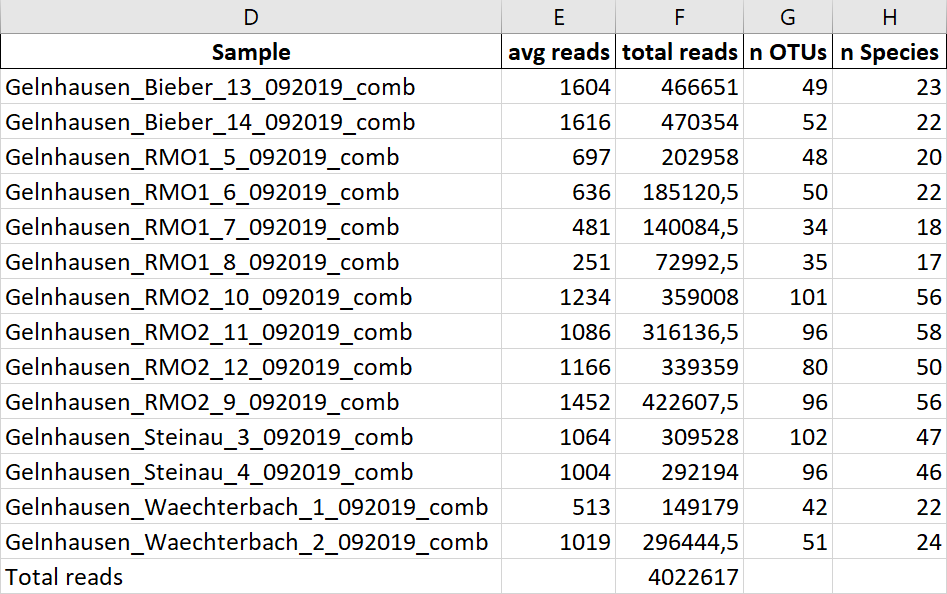 D E F G H
Sample avg reads total reads n OTUs n Species
Gelnhausen_Bieber_13_092019_comb 1604 466651 49 23
Gelnhausen_Bieber_14_092019_comb 1616 470354 52 22
Gelnhausen_RMO1_5_092019_comb 697 202958 48 20
Gelnhausen_RMO1_6_092019_comb 636 185120,5 50 22
Gelnhausen_RMO1_7_092019_comb 481 140084,5 34 18
Gelnhausen_RMO1_8_092019_comb 251 72992,5 35 17
Gelnhausen_RMO2_10_092019_comb 1234 359008 101 56
Gelnhausen_RMO2_11_092019_comb 1086 316136,5 96 58
Gelnhausen_RMO2_12_092019_comb 1166 339359 80 50
Gelnhausen_RMO2_9_092019_comb 1452 422607,5 96 56
Gelnhausen_Steinau_3_092019_comb 1064 309528 102 47
Gelnhausen_Steinau_4_092019_comb 1004 292194 96 46
Gelnhausen_Waechterbach_1_092019_comb 513 149179 42 22
Gelnhausen_Waechterbach_2_092019_comb 1019 296444,5 51 24
Total reads 4022617